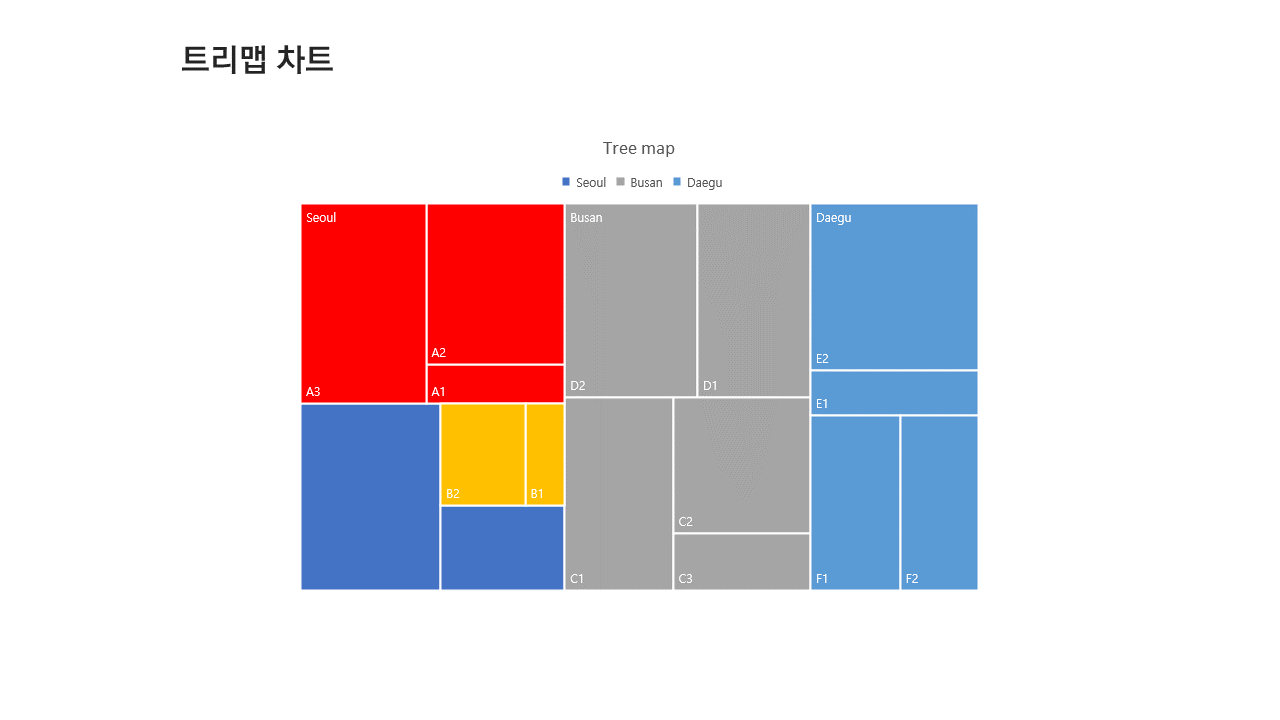 트리맵 차트
Tree map
Seoul Busan Daegu
Seoul
Busan
Daegu
A2
E2
D2
D1
A3
A1
E1
B2
B1
C2
C1
C3
F1
F2